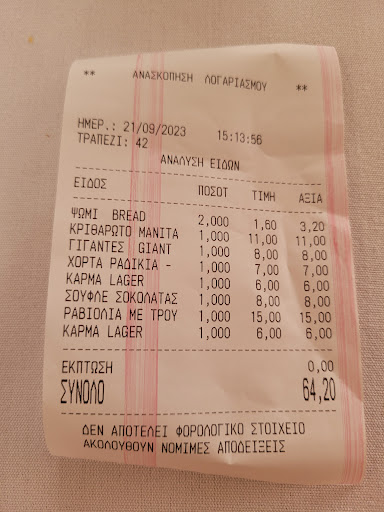 ** ΑΝΑΣΚΟΠΗΣΗ ΛΟΓΑΡΙΑΣΜΟΥ **
ΗΜΕΡ.: 21/09/2023 15:13:56
ΤΡΑΠΕΖΙ: 42
ΑΝΑΛΥΣΗ ΕΙΔΩΝ
ΕΙΔΟΣ ΠΟΣΟΤ ΤΙΜΗ ΑΞΙΑ
ΨΩΜΙ BREAD 2,000 1,60 3,20
ΚΡΙΘΑΡΩΤΟ ΜΑΝΙΤΑ 1,000 11,00 11,00
ΓΙΓΑΝΤΕΣ GIANT 1,000 8,00 8,00
ΧΟΡΤΑ ΡΑΔΙΚΙΑ - 1,000 7,00 7,00
ΚΑΡΜΑ LAGER 1,000 6,00 6,00
ΣΟΥΦΛΕ ΣΟΚΟΛΑΤΑΣ 1,000 8,00 8,00
ΡΑΒΙΟΛΙΑ ΜΕ ΤΡΟΥ 1,000 15,00 15,00
ΚΑΡΜΑ LAGER 1,000 6,00 6,00
ΕΚΠΤΩΣΗ 0,00
ΣΥΝΟΛΟ 64,20
ΔΕΝ ΑΠΟΤΕΛΕΙ ΦΟΡΟΛΟΓΙΚΟ ΣΤΟΙΧΕΙΟ
ΑΚΟΛΟΥΘΟΥΝ ΝΟΜΙΜΕΣ ΑΠΟΔΕΙΞΕΙΣ